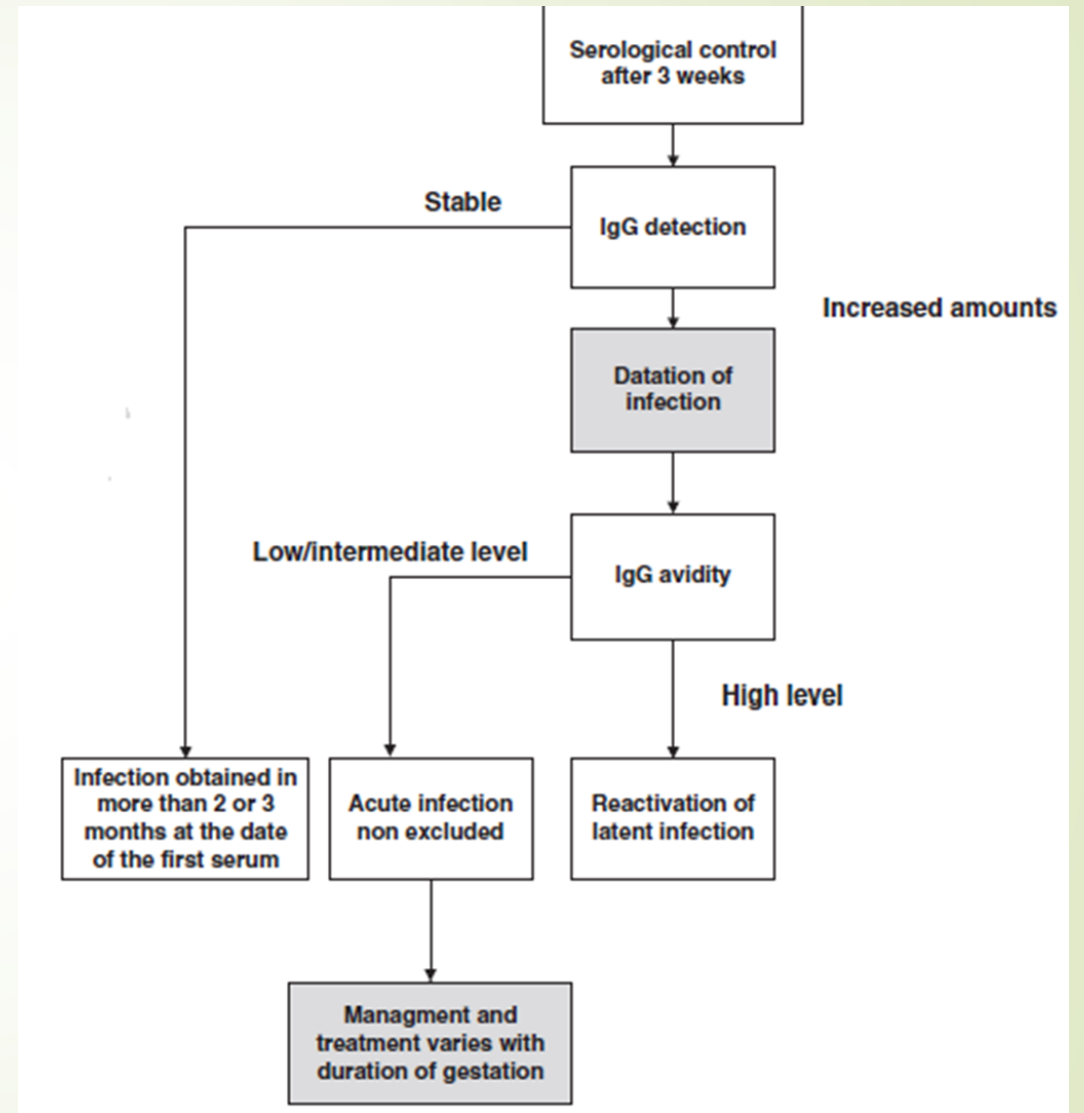 Serological control
after 3 weeks
Stable
IgG detection
Increased amounts
Datation of
infection
Low/intermediate level
IgG avidity
High level
Infection obtained in
more than 2 or 3
months at the date
of the first serum
Acute infection
non excluded
Reactivation of
latent infection
Managment and
treatment varies with
duration of gestation